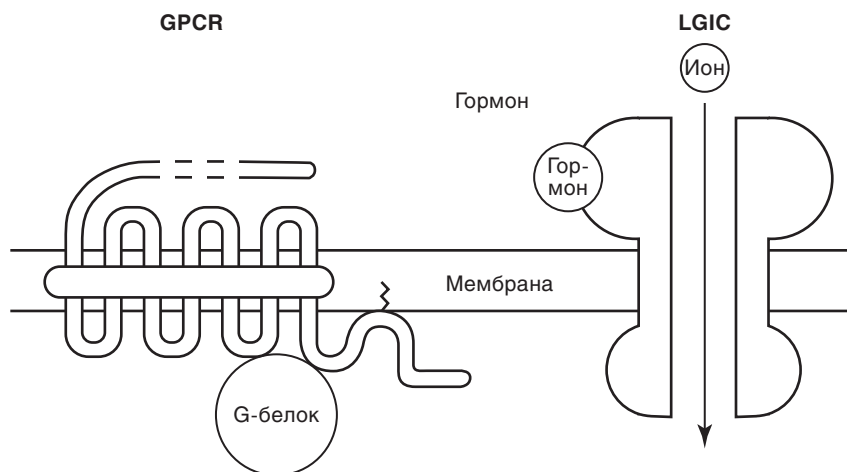 GPCR
LGIC
Ион
Гормон
Гор-
мон
Мембрана
G-белок